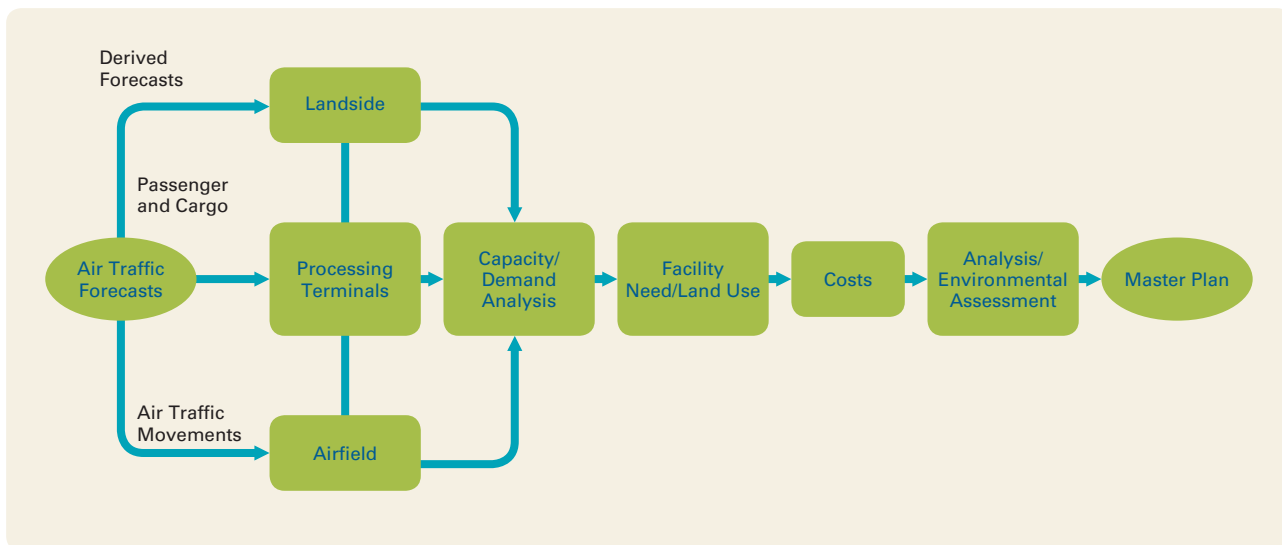 Derived
Forecasts
Landside
Passenger
and Cargo
Air Traffic
Forecasts
Processing
Terminals
Capacity/
Demand
Analysis
Facility
Need/Land Use
Costs
Analysis/
Environmental
Assessment
Master Plan
Air Traffic
Movements
Airfield